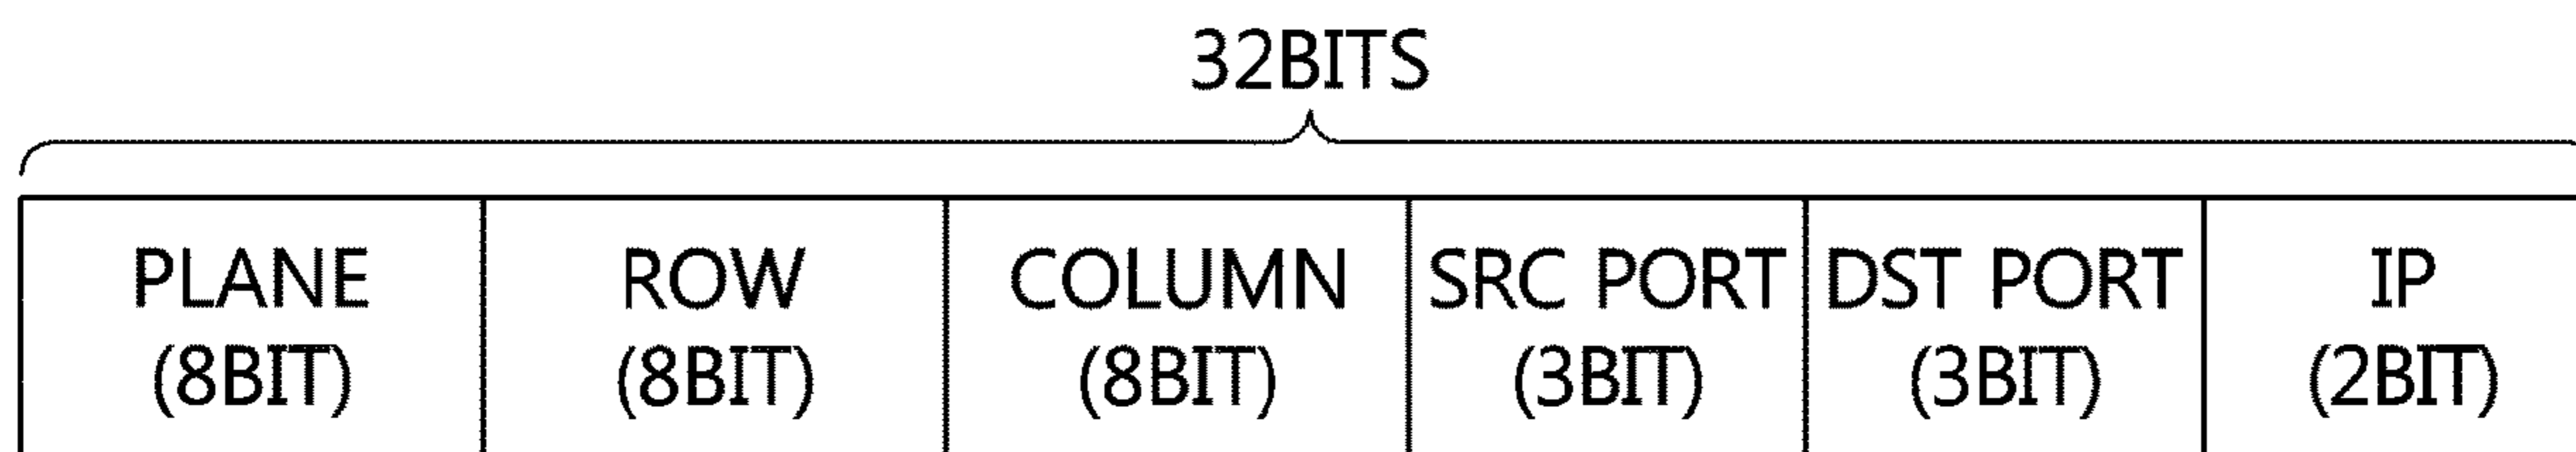 32BITS
PLANE
(8BIT)
ROW
(8BIT)
COLUMN
(8BIT)
SRC PORT
(3BIT)
DST PORT
(3BIT)
IP
(2BIT)